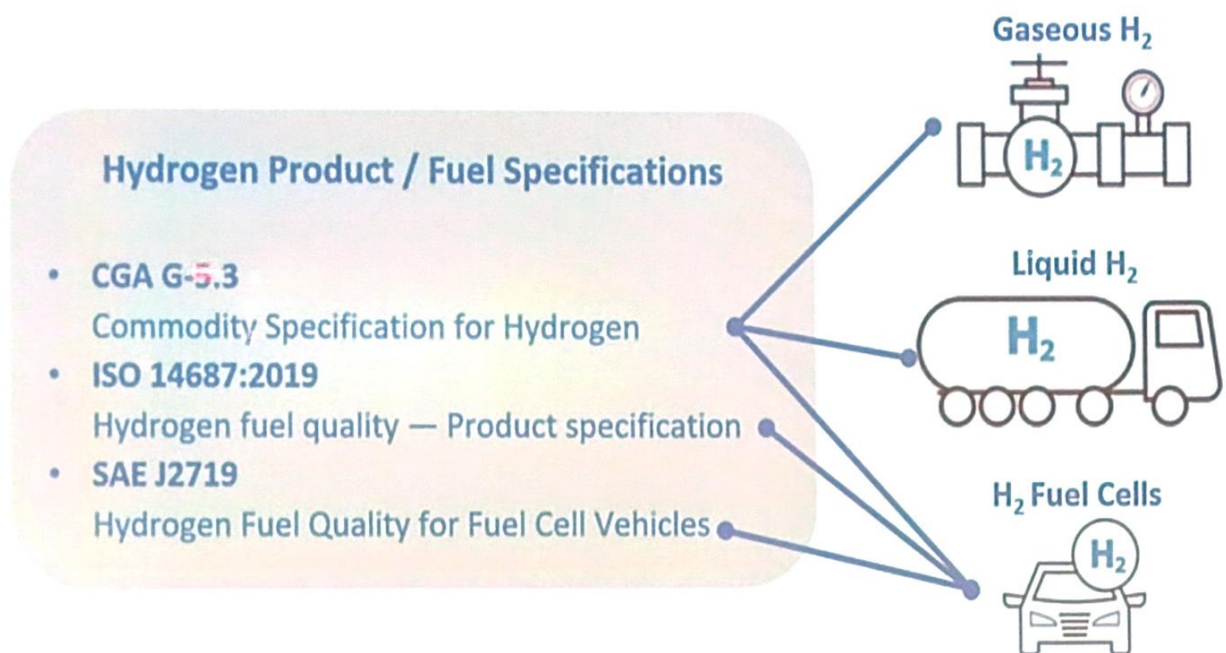 Hydrogen Product / Fuel Specifications
• CGA G-5.3
Commodity Specification for Hydrogen
• ISO 14687:2019
Hydrogen fuel quality — Product specification
• SAE J2719
Hydrogen Fuel Quality for Fuel Cell Vehicles
Gaseous H₂
H₂
Liquid H₂
H₂
H₂ Fuel Cells
H₂